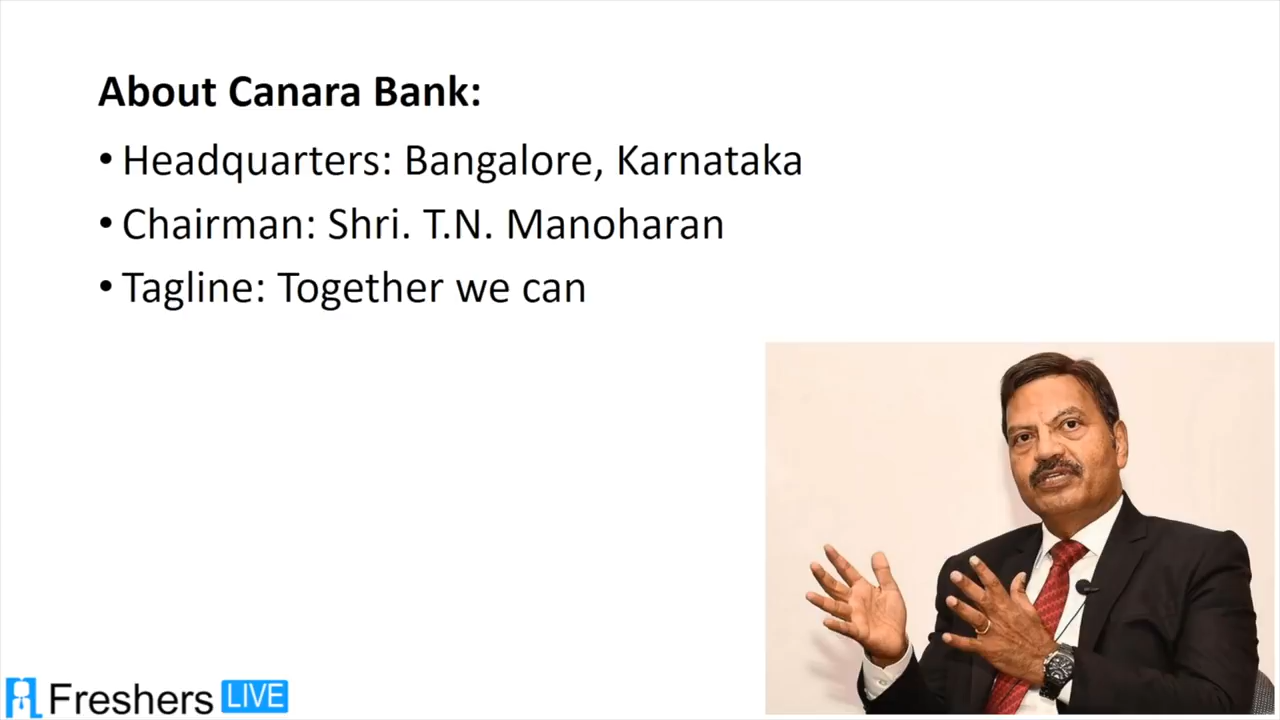 About Canara Bank:
• Headquarters: Bangalore, Karnataka
• Chairman: Shri. T.N. Manoharan
• Tagline: Together we can
Freshers LIVE